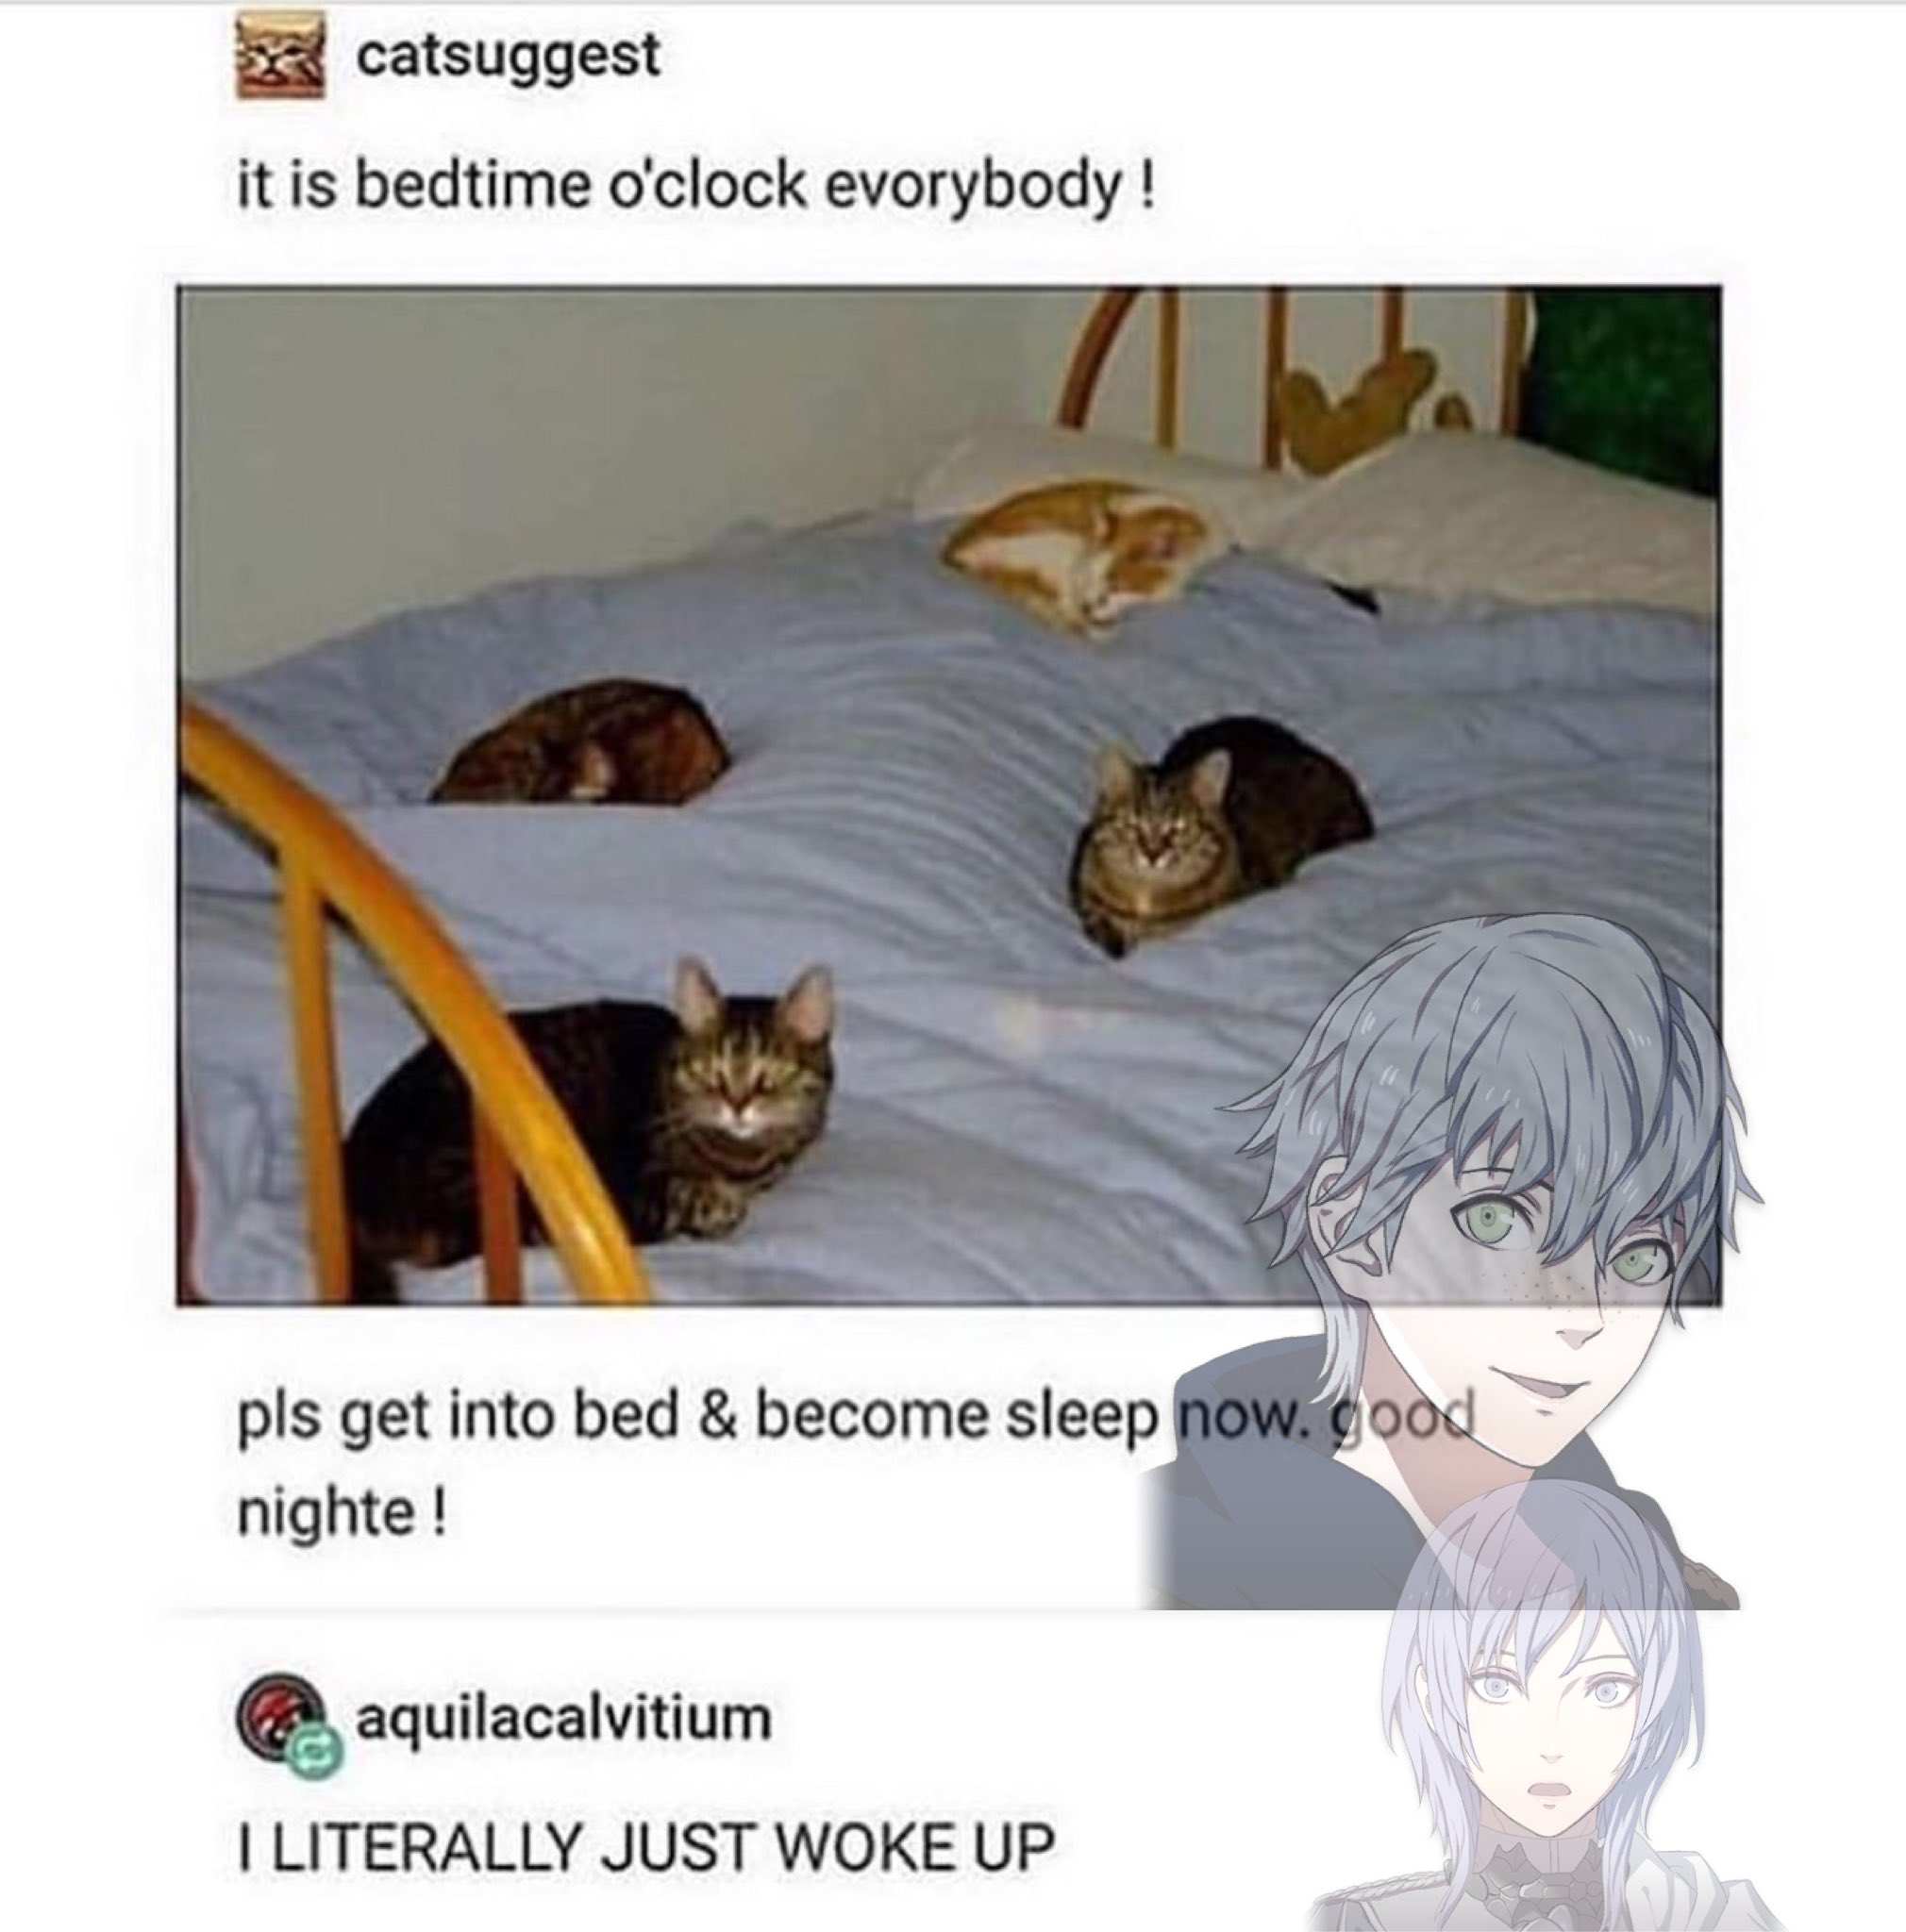 catsuggest
it is bedtime o'clock evorybody !
pls get into bed & become sleep now. good
nighte !
aquilacalvitium
I LITERALLY JUST WOKE UP